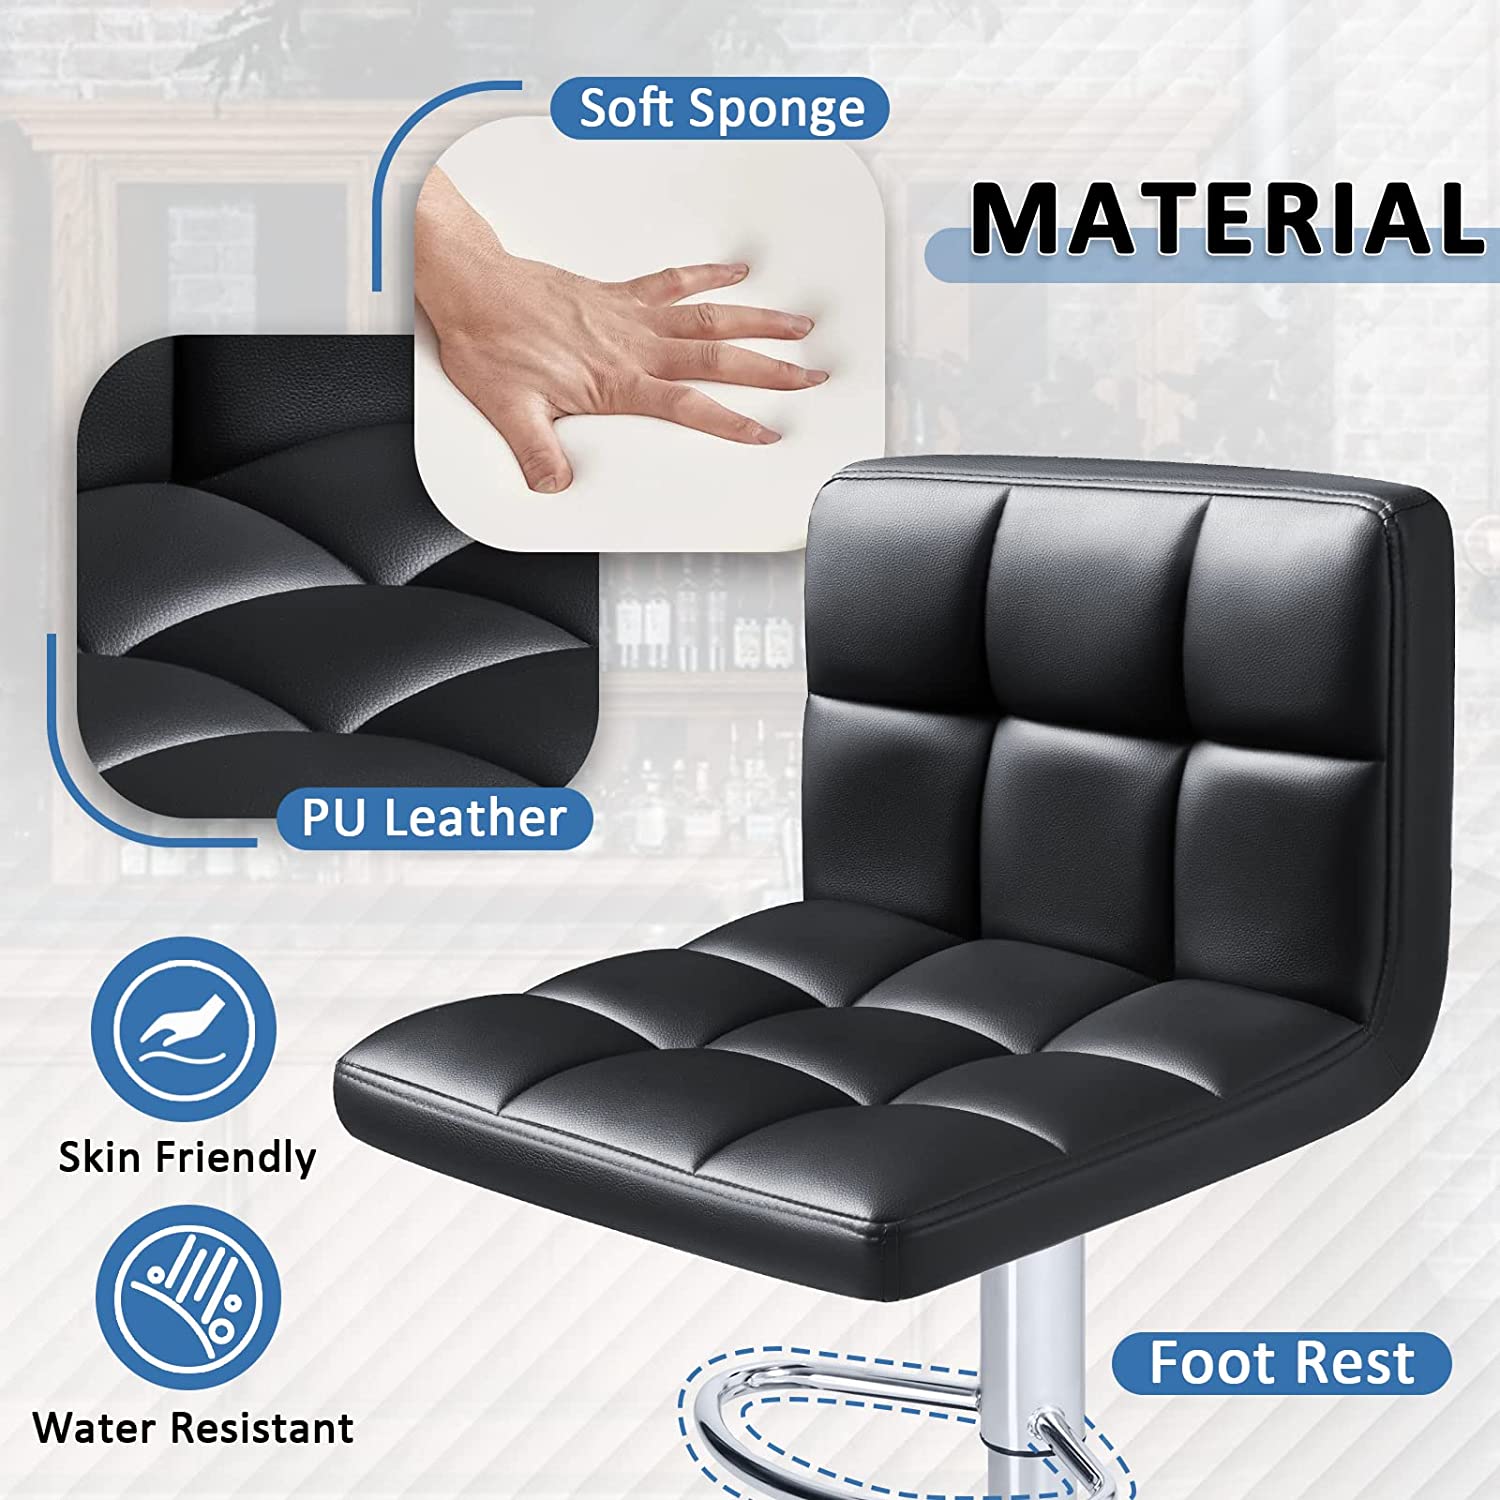 Soft Sponge
MATERIAL
PU Leather
Skin Friendly
Water Resistant
Foot Rest